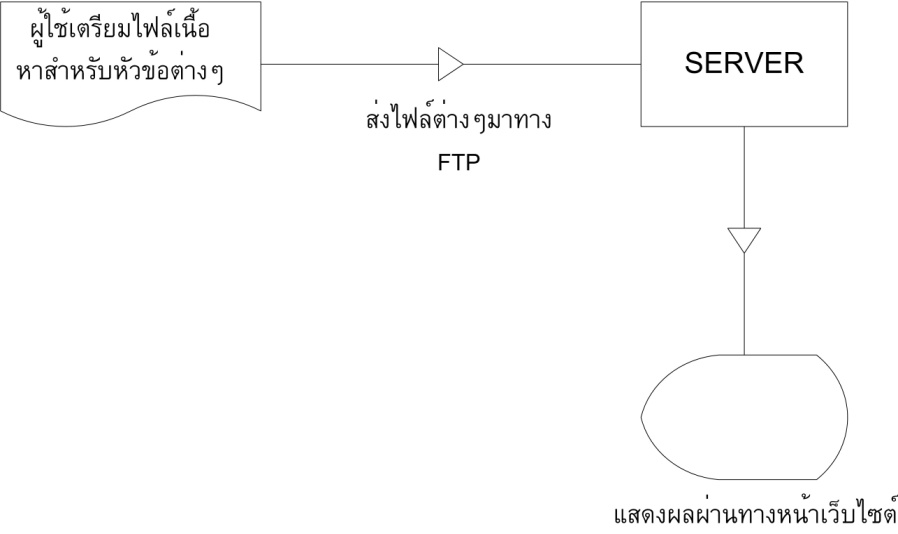 ผู้ใช้เตรียมไฟล์เนื้อ
หาสำหรับหัวข้อต่างๆ
SERVER
ส่งไฟล์ต่างๆมาทาง
FTP
แสดงผลผ่านทางหน้าเว็บไซต์